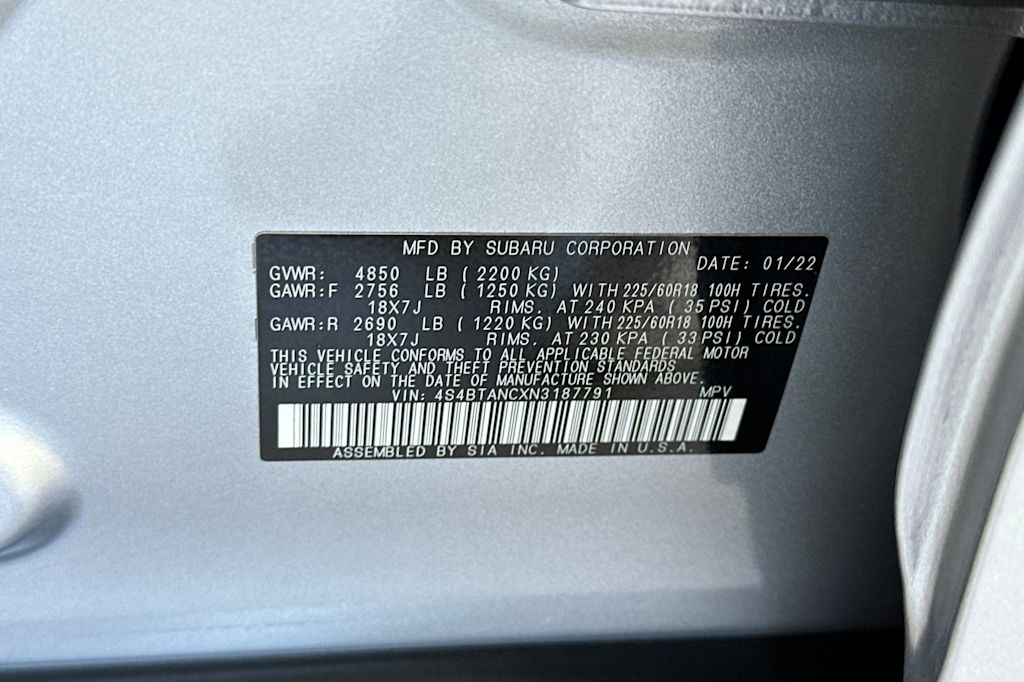 MFD BY SUBARU CORPORATION
DATE: 01/22
GVWR: 4850 LB ( 2200 KG)
GAWR:F 2756 LB ( 1250 KG) WITH 225/60R18 100H TIRES.
18X7J RIMS. AT 240 KPA ( 35 PSI) COLD
GAWR:R 2690 LB ( 1220 KG) WITH 225/60R18 100H TIRES.
18X7J RIMS. AT 230 KPA ( 33 PSI) COLD
THIS VEHICLE CONFORMS TO ALL APPLICABLE FEDERAL MOTOR
VEHICLE SAFETY AND THEFT PREVENTION STANDARDS
IN EFFECT ON THE DATE OF MANUFACTURE SHOWN ABOVE.
VIN: 4S4BTANCXN3187791 MPV
ASSEMBLED BY SIA INC. MADE IN U.S.A.